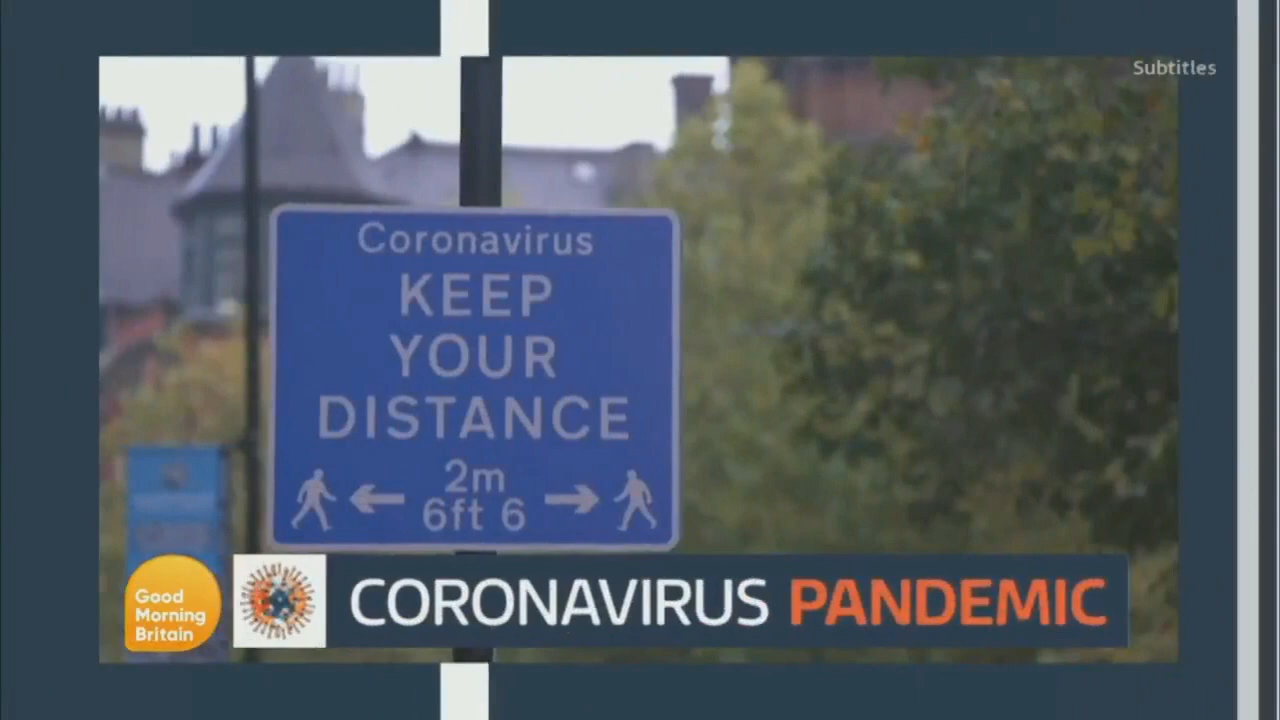 Subtitles
Coronavirus
KEEP
YOUR
DISTANCE
2m
6ft 6
Good
Morning
Britain
CORONAVIRUS PANDEMIC